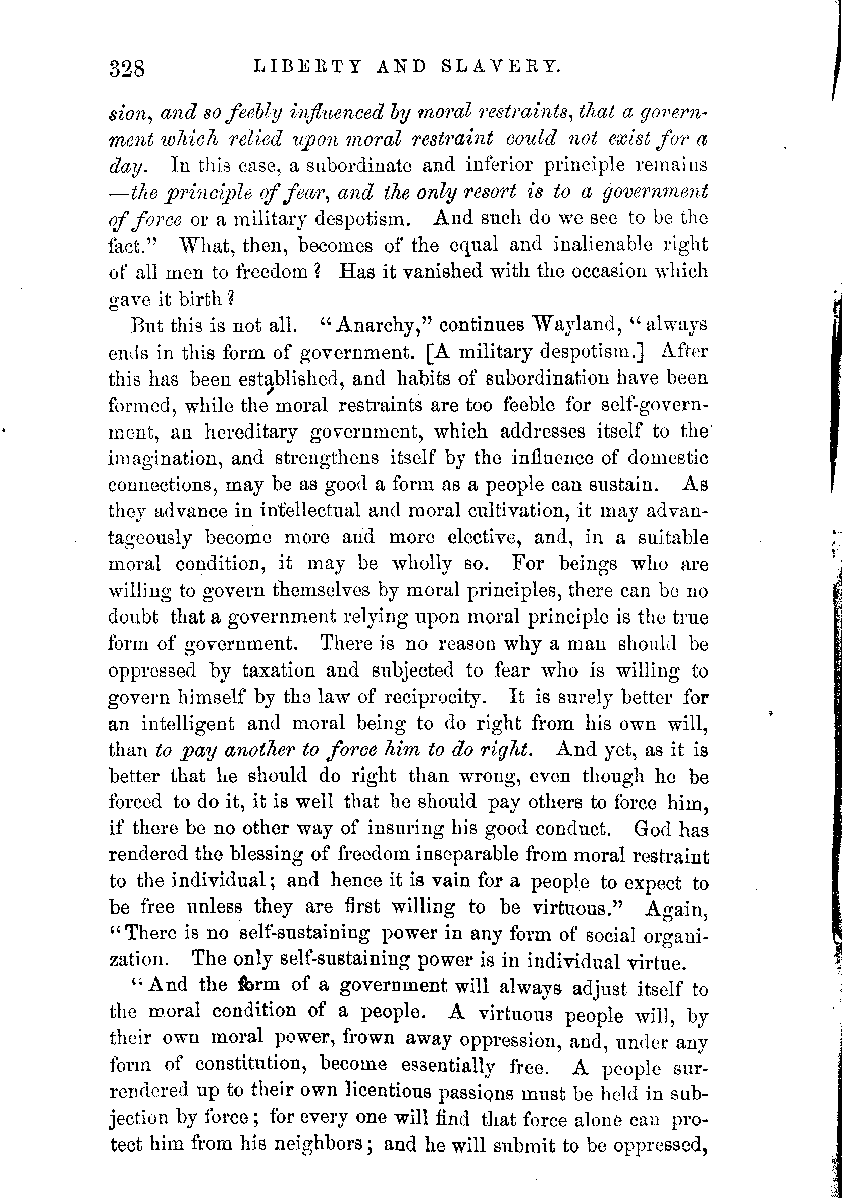 328 LIBERTY AND SLAVERY.
sion, and so feebly influenced by moral restraints, that a govern-
ment which relied upon moral restraint could not exist for a
day. In this case, a subordinate and inferior principle remains
—the principle of fear, and the only resort is to a government
of force or a military despotism. And such do we see to be the
fact.” What, then, becomes of the equal and inalienable right
of all men to freedom? Has it vanished with the occasion which
gave it birth?
But this is not all. “Anarchy,” continues Wayland, “always
ends in this form of government. [A military despotism.] After
this has been established, and habits of subordination have been
formed, while the moral restraints are too feeble for self-govern-
ment, an hereditary government, which addresses itself to the
imagination, and strengthens itself by the influence of domestic
connections, may be as good a form as a people can sustain. As
they advance in intellectual and moral cultivation, it may advan-
tageously become more and more elective, and, in a suitable
moral condition, it may be wholly so. For beings who are
willing to govern themselves by moral principles, there can be no
doubt that a government relying upon moral principle is the true
form of government. There is no reason why a man should be
oppressed by taxation and subjected to fear who is willing to
govern himself by the law of reciprocity. It is surely better for
an intelligent and moral being to do right from his own will,
than to pay another to force him to do right. And yet, as it is
better that he should do right than wrong, even though he be
forced to do it, it is well that he should pay others to force him,
if there be no other way of insuring his good conduct. God has
rendered the blessing of freedom inseparable from moral restraint
to the individual; and hence it is vain for a people to expect to
be free unless they are first willing to be virtuous.” Again,
“There is no self-sustaining power in any form of social organi-
zation. The only self-sustaining power is in individual virtue.
“And the form of a government will always adjust itself to
the moral condition of a people. A virtuous people will, by
their own moral power, frown away oppression, and, under any
form of constitution, become essentially free. A people sur-
rendered up to their own licentious passions must be held in sub-
jection by force; for every one will find that force alone can pro-
tect him from his neighbors; and he will submit to be oppressed,